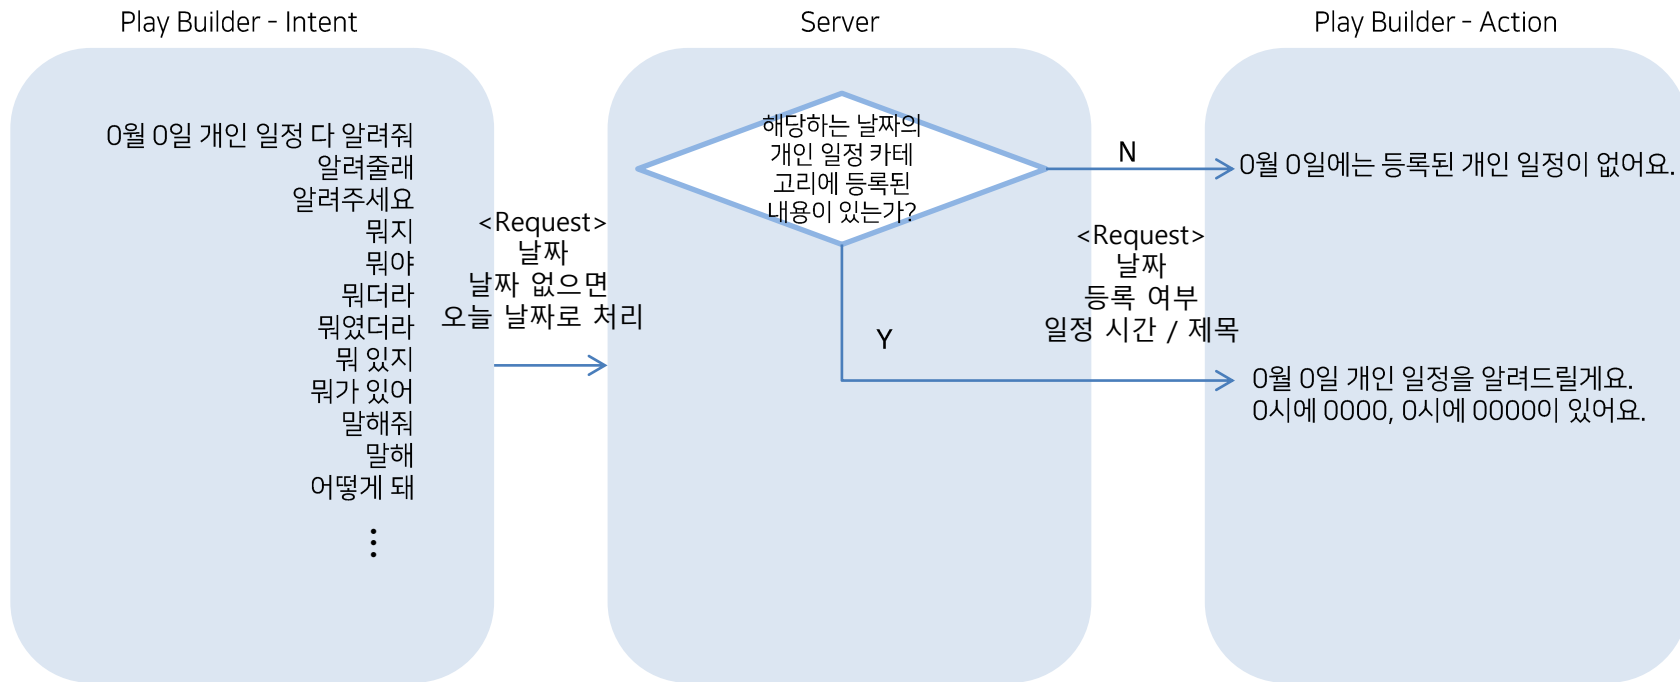 Play Builder - Intent
0월 0일 개인 일정 다 알려줘
알려줄래
알려주세요
뭐지
뭐야
뭐더라
뭐였더라
뭐 있지
뭐가 있어
말해줘
말해
어떻게 돼
⋮
<Request>
날짜
날짜 없으면
오늘 날짜로 처리
Server
해당하는 날짜의
개인 일정 카테
고리에 등록된
내용이 있는가?
N
Y
<Request>
날짜
등록 여부
일정 시간 / 제목
Play Builder - Action
0월 0일에는 등록된 개인 일정이 없어요.
0월 0일 개인 일정을 알려드릴게요.
0시에 0000, 0시에 0000이 있어요.